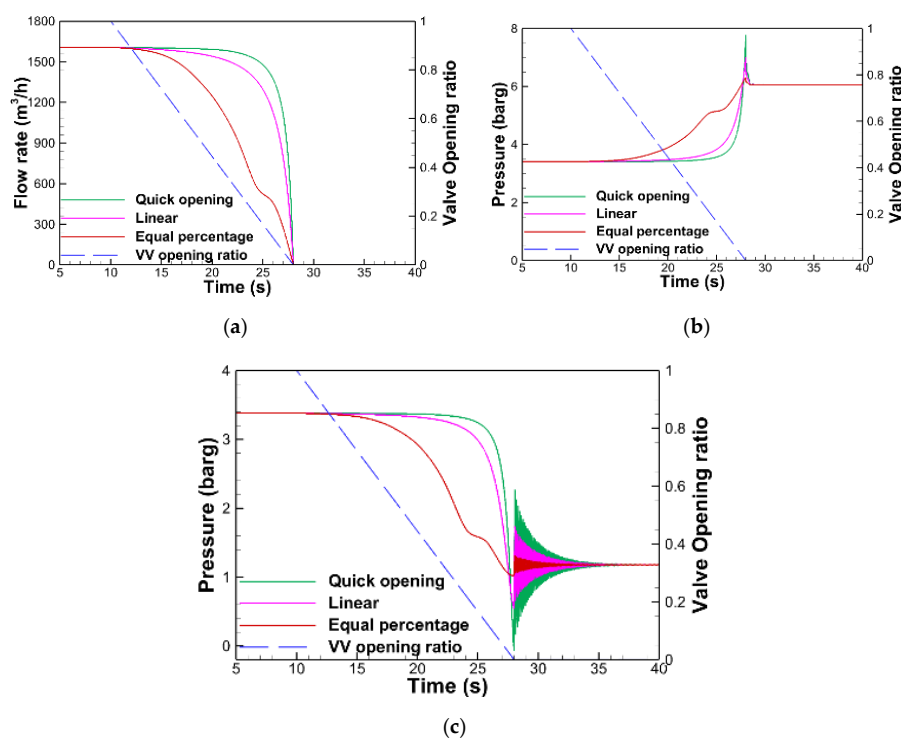 1800
1500
1200
900
600
300
0
Flow rate (m³/h)
1
0.8
0.6
0.4
0.2
0
Valve Opening ratio
Quick opening
Linear
Equal percentage
VV opening ratio
5 10 15 20 25 30 35 40
Time (s)
(a)
8
6
4
2
0
Pressure (barg)
1
0.8
0.6
0.4
0.2
0
Valve Opening ratio
Quick opening
Linear
Equal percentage
VV opening ratio
5 10 15 20 25 30 35 40
Time (s)
(b)
4
3
2
1
0
Pressure (barg)
1
0.8
0.6
0.4
0.2
0
Valve Opening ratio
Quick opening
Linear
Equal percentage
VV opening ratio
5 10 15 20 25 30 35 40
Time (s)
(c)